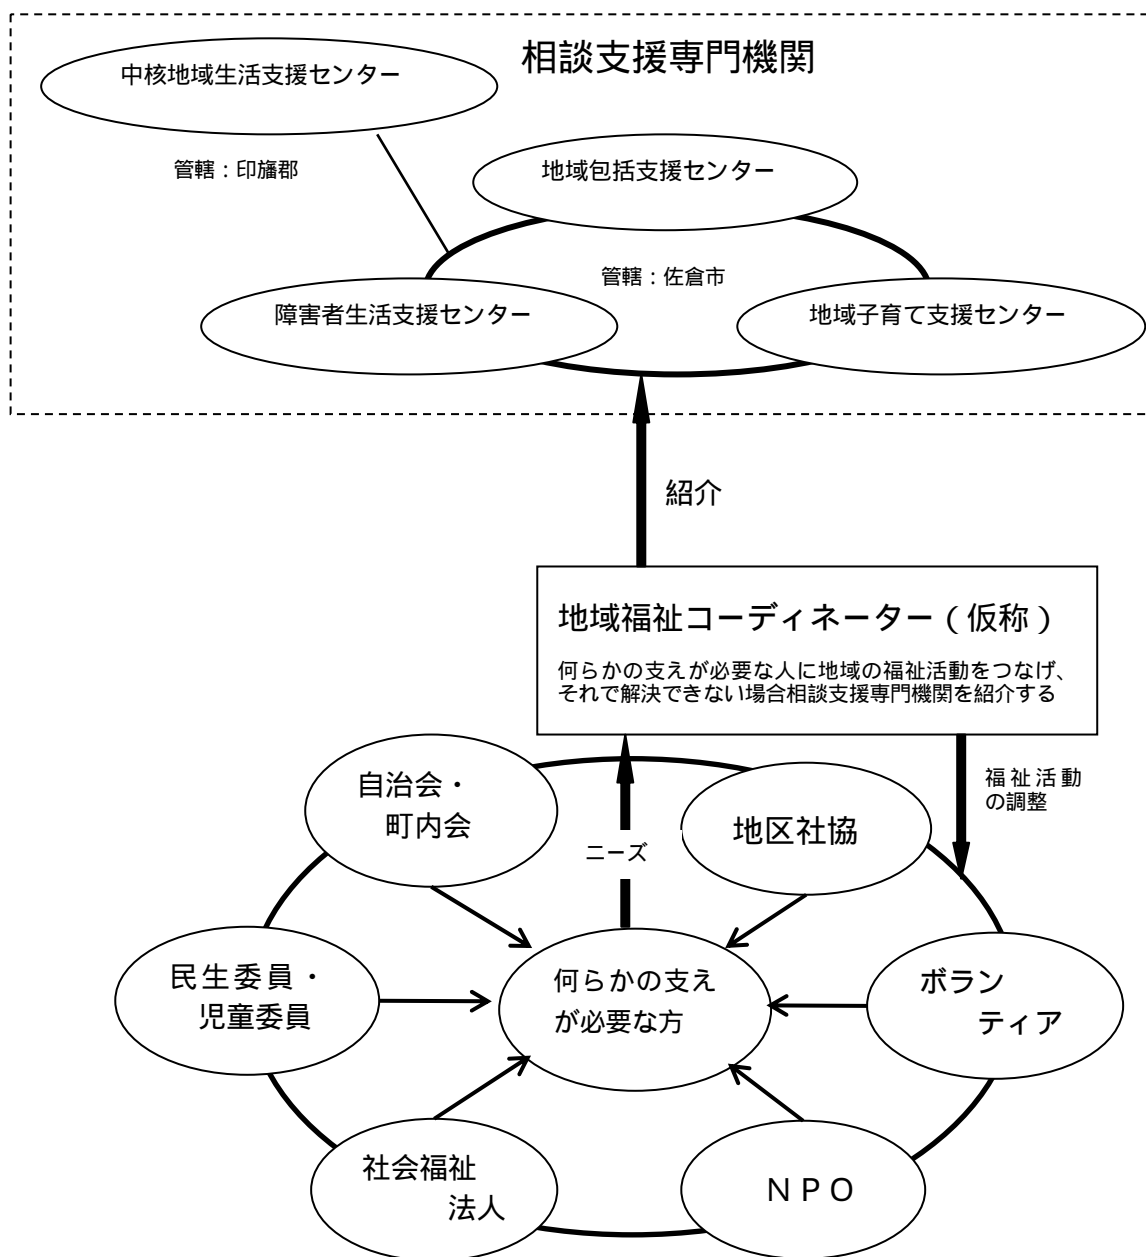 相談支援専門機関
中核地域生活支援センター
管轄：印旛郡
地域包括支援センター
管轄：佐倉市
障害者生活支援センター
地域子育て支援センター
紹介
地域福祉コーディネーター（仮称）
何らかの支えが必要な人に地域の福祉活動をつなげ、
それで解決できない場合相談支援専門機関を紹介する
福祉活動
の調整
自治会・
町内会
地区社協
ニーズ
民生委員・
児童委員
何らかの支え
が必要な方
ボラン
ティア
社会福祉
法人
ＮＰＯ